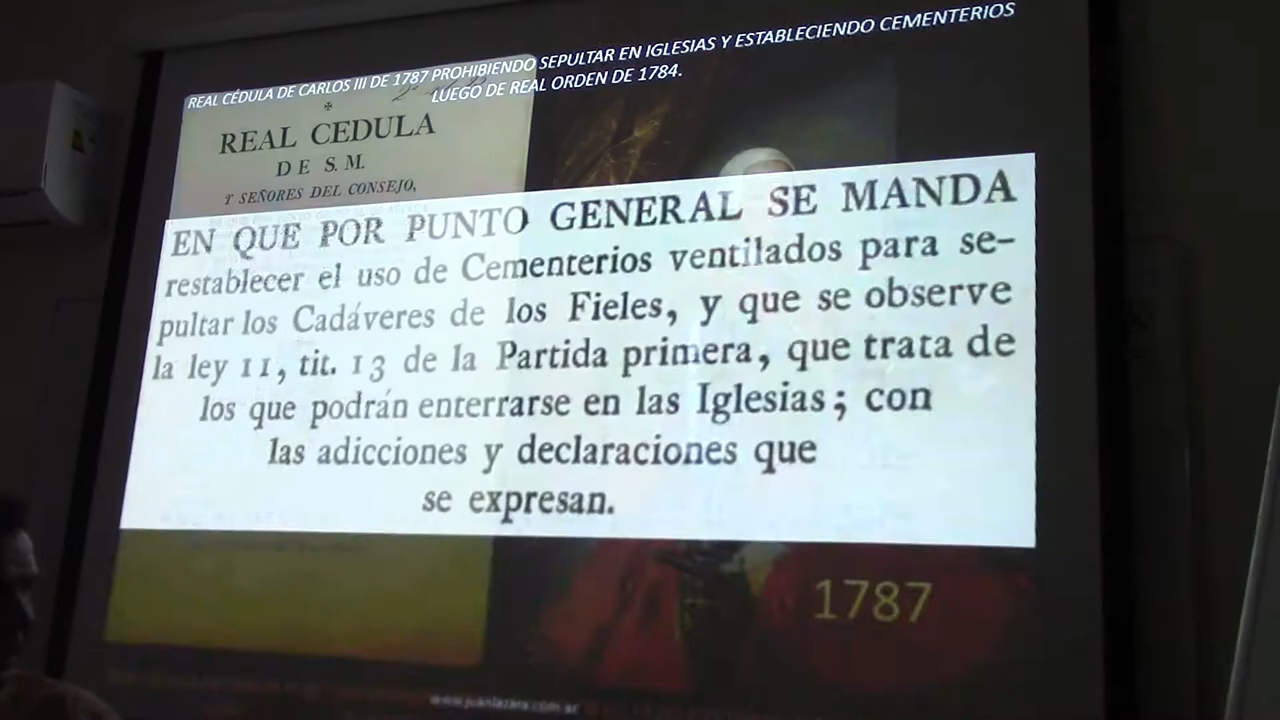 REAL CÉDULA DE CARLOS III DE 1787 PROHIBIENDO SEPULTAR EN IGLESIAS Y ESTABLECIENDO CEMENTERIOS
LUEGO DE REAL ORDEN DE 1784.
REAL CEDULA
DE S. M.
Y SEÑORES DEL CONSEJO,
EN QUE POR PUNTO GENERAL SE MANDA
restablecer el uso de Cementerios ventilados para se-
pultar los Cadáveres de los Fieles, y que se observe
la ley 11, tit. 13 de la Partida primera, que trata de
los que podrán enterrarse en las Iglesias; con
las adicciones y declaraciones que
se expresan.
1787
www.juanlazara.com.ar